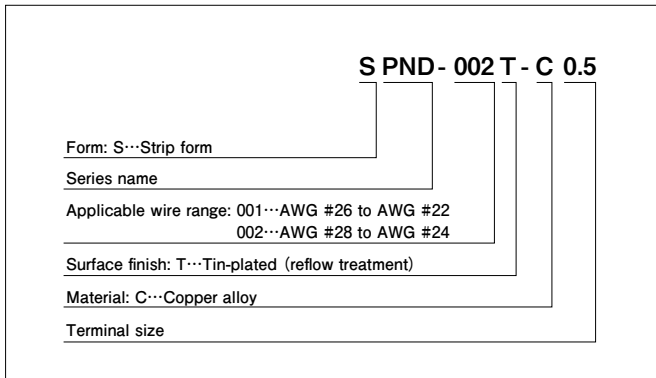 S PND - 002 T - C 0.5
Form: S…Strip form
Series name
Applicable wire range: 001…AWG #26 to AWG #22
002…AWG #28 to AWG #24
Surface finish: T…Tin-plated (reflow treatment)
Material: C…Copper alloy
Terminal size